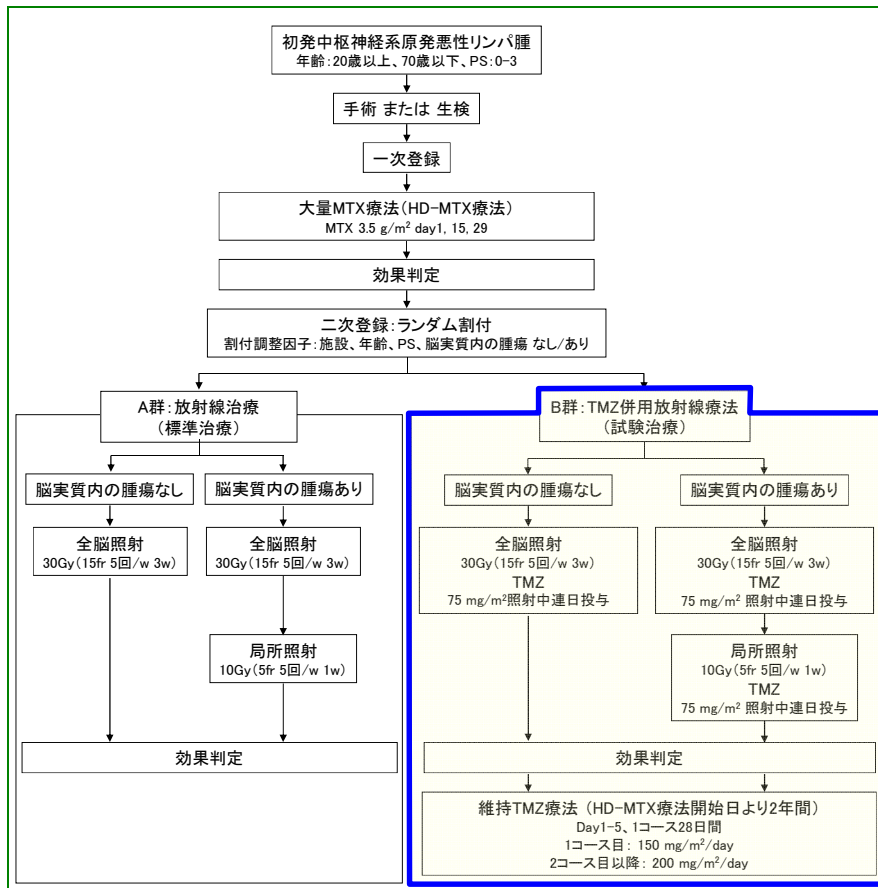 初発中枢神経系原発悪性リンパ腫
年齢：20歳以上、70歳以下、PS：0-3
手術 または 生検
一次登録
大量MTX療法（HD-MTX療法）
MTX 3.5 g/m² day1, 15, 29
効果判定
二次登録：ランダム割付
割付調整因子：施設、年齢、PS、脳実質内の腫瘍 なし/あり
A群：放射線治療
（標準治療）
脳実質内の腫瘍なし
脳実質内の腫瘍あり
全脳照射
30Gy（15fr 5回/w 3w）
全脳照射
30Gy（15fr 5回/w 3w）
局所照射
10Gy（5fr 5回/w 1w）
効果判定
B群：TMZ併用放射線療法
（試験治療）
脳実質内の腫瘍なし
脳実質内の腫瘍あり
全脳照射
30Gy（15fr 5回/w 3w）
TMZ
75 mg/m²照射中連日投与
全脳照射
30Gy（15fr 5回/w 3w）
TMZ
75 mg/m² 照射中連日投与
局所照射
10Gy（5fr 5回/w 1w）
TMZ
75 mg/m² 照射中連日投与
効果判定
維持TMZ療法 （HD-MTX療法開始日より2年間）
Day1-5、1コース28日間
1コース目： 150 mg/m²/day
2コース目以降： 200 mg/m²/day